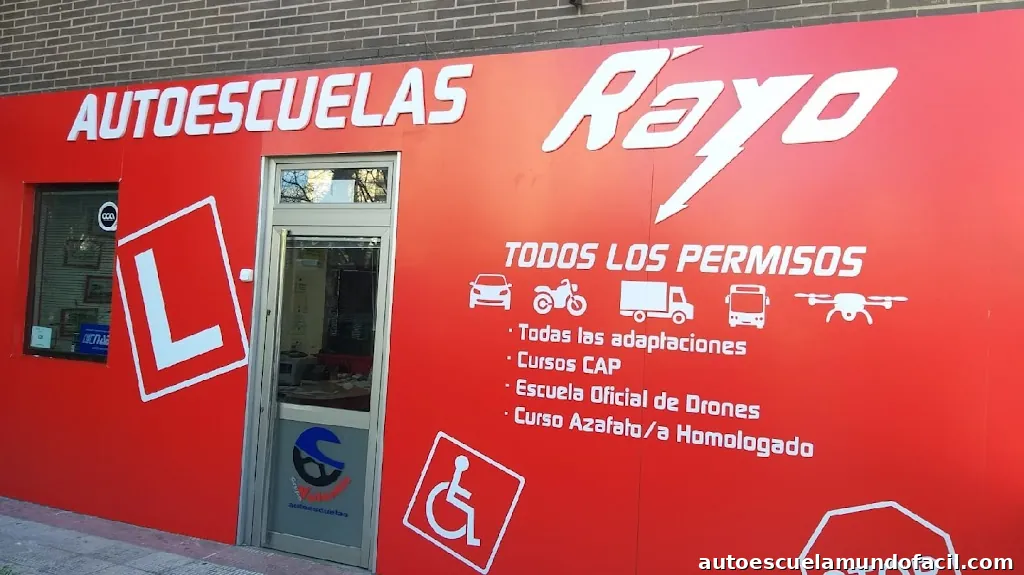 AUTOESCUELAS Rayo
L
TODOS LOS PERMISOS
· Todas las adaptaciones
· Cursos CAP
· Escuela Oficial de Drones
· Curso Azafato/a Homologado
autoescuelas
STOP
autoescuelamundofacil.com